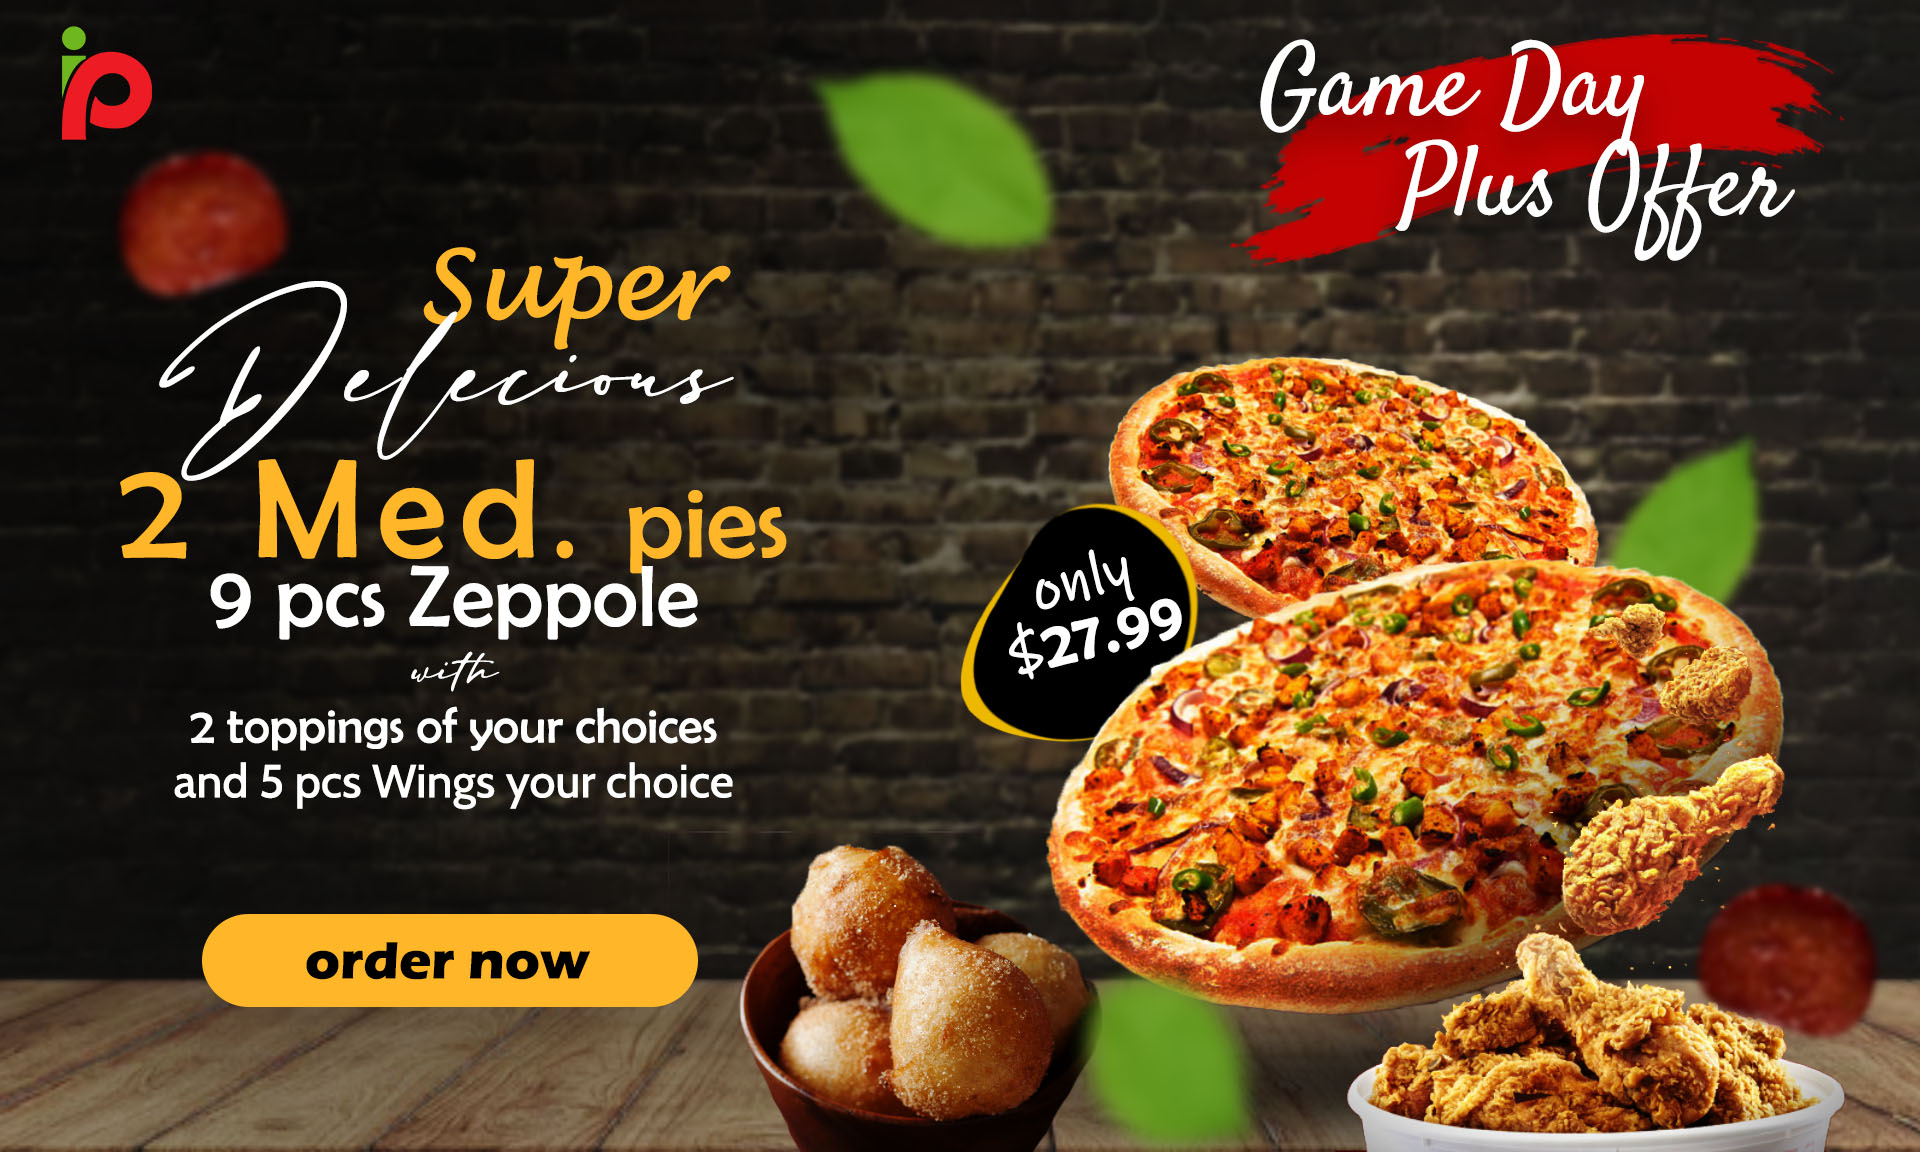 ip
Game Day
Plus Offer
Super
Delecious
2 Med. pies
9 pcs Zeppole
with
2 toppings of your choices
and 5 pcs Wings your choice
only
$27.99
order now